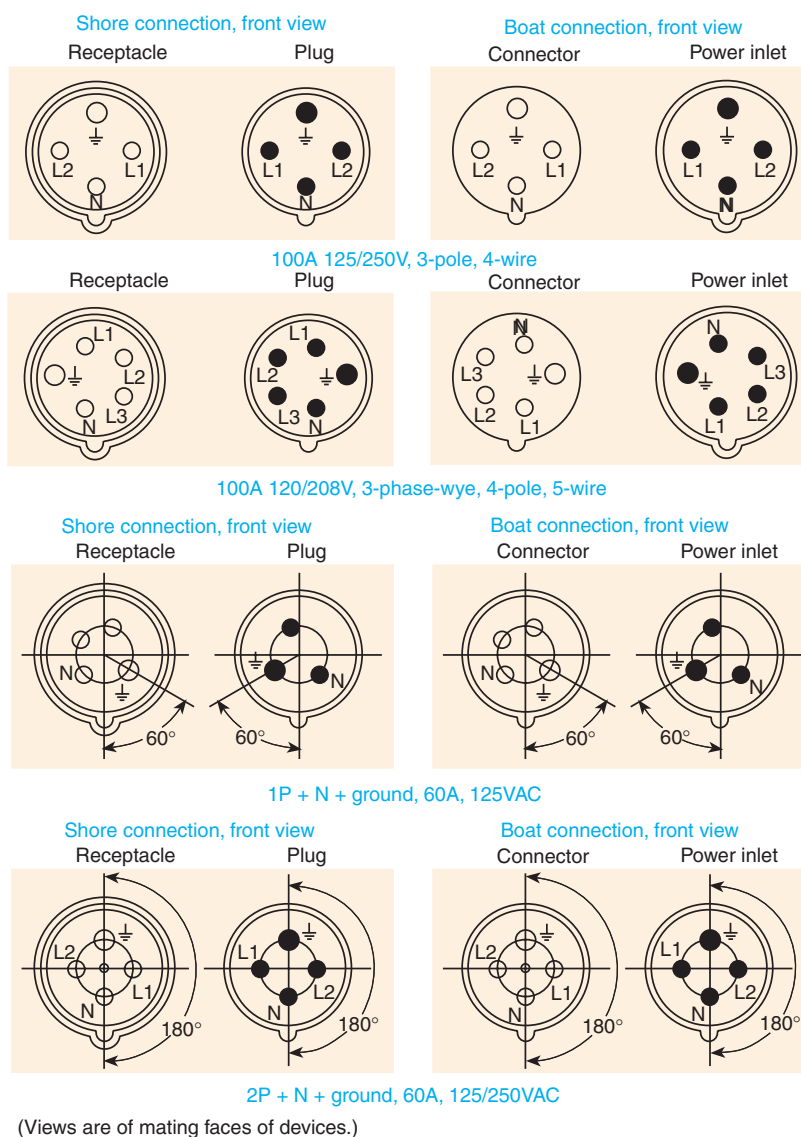 Shore connection, front view
Boat connection, front view
Receptacle
Plug
Connector
Power inlet
L2
L1
N
L1
L2
N
L2
L1
N
L1
L2
N
100A 125/250V, 3-pole, 4-wire
Receptacle
Plug
Connector
Power inlet
L1
L2
L3
N
L1
L2
L3
N
N
L3
L2
L1
N
L3
L2
L1
100A 120/208V, 3-phase-wye, 4-pole, 5-wire
Shore connection, front view
Boat connection, front view
Receptacle
Plug
Connector
Power inlet
N
60°
N
60°
N
60°
N
60°
1P + N + ground, 60A, 125VAC
Shore connection, front view
Boat connection, front view
Receptacle
Plug
Connector
Power inlet
L2
L1
N
180°
L1
L2
N
180°
L2
L1
N
180°
L1
L2
N
180°
2P + N + ground, 60A, 125/250VAC
(Views are of mating faces of devices.)